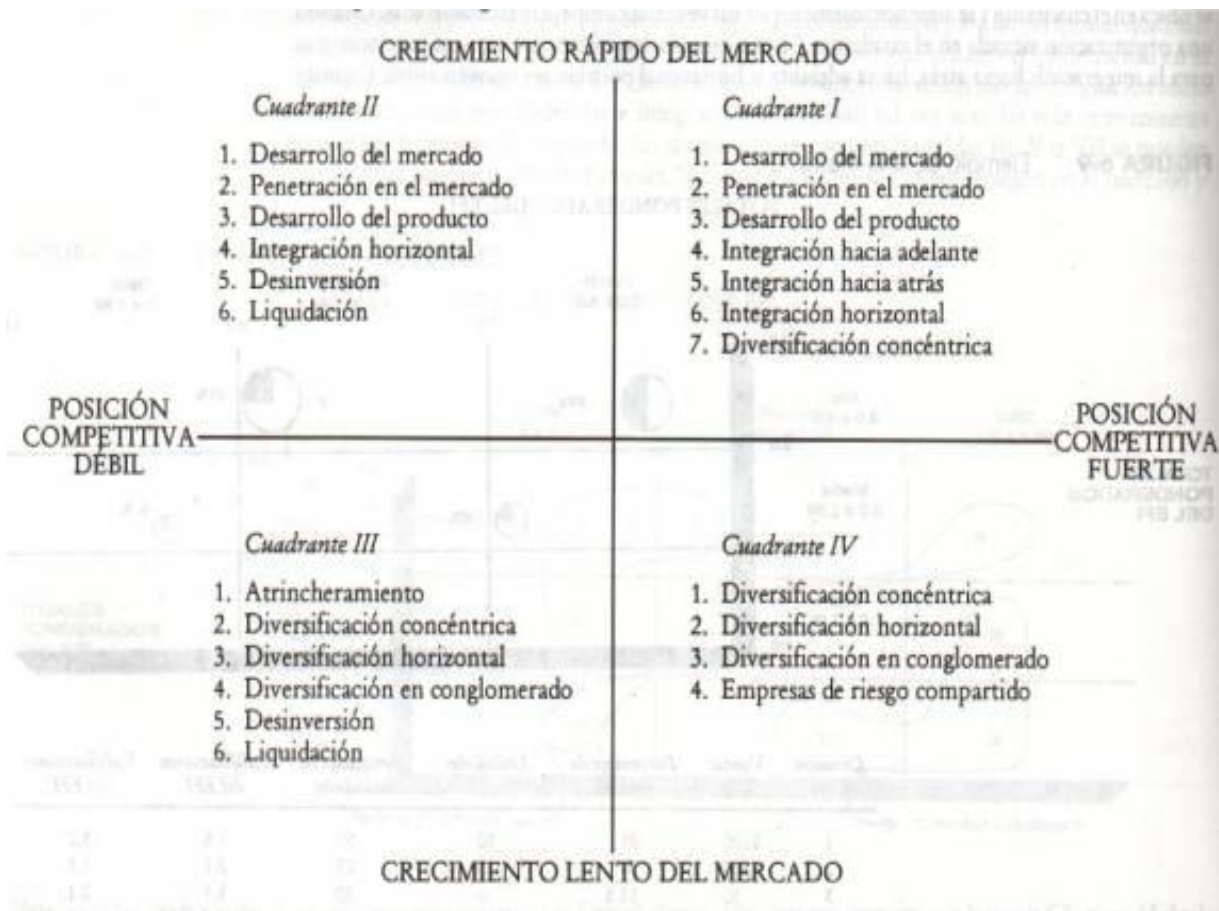 CRECIMIENTO RÁPIDO DEL MERCADO
Cuadrante II
1. Desarrollo del mercado
2. Penetración en el mercado
3. Desarrollo del producto
4. Integración horizontal
5. Desinversión
6. Liquidación
Cuadrante I
1. Desarrollo del mercado
2. Penetración en el mercado
3. Desarrollo del producto
4. Integración hacia adelante
5. Integración hacia atrás
6. Integración horizontal
7. Diversificación concéntrica
POSICIÓN
COMPETITIVA
DÉBIL
POSICIÓN
COMPETITIVA
FUERTE
Cuadrante III
1. Atrincheramiento
2. Diversificación concéntrica
3. Diversificación horizontal
4. Diversificación en conglomerado
5. Desinversión
6. Liquidación
Cuadrante IV
1. Diversificación concéntrica
2. Diversificación horizontal
3. Diversificación en conglomerado
4. Empresas de riesgo compartido
CRECIMIENTO LENTO DEL MERCADO